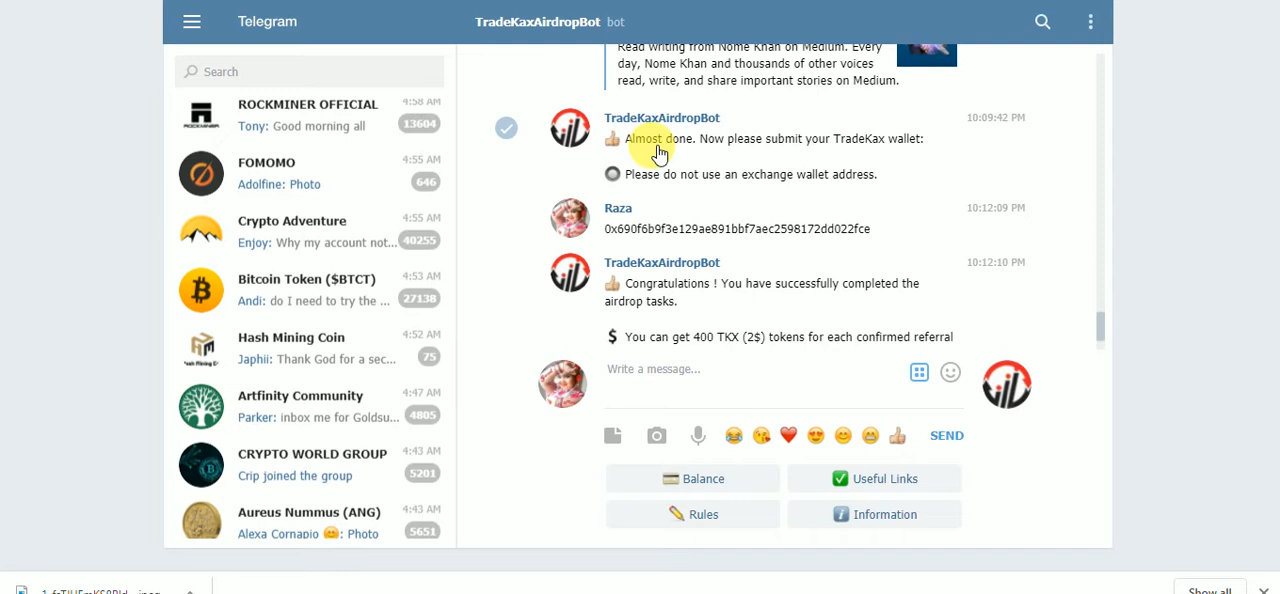 Telegram
TradeKaxAirdropBot bot
Search
ROCKMINER OFFICIAL 4:58 AM
Tony: Good morning all 13604
FOMOMO 4:55 AM
Adolfine: Photo 646
Crypto Adventure 4:55 AM
Enjoy: Why my account not... 40255
Bitcoin Token ($BTCT) 4:53 AM
Andi: do I need to try the ... 27138
Hash Mining Coin 4:52 AM
Japhii: Thank God for a sec... 75
Artfinity Community 4:47 AM
Parker: inbox me for Goldsu... 4805
CRYPTO WORLD GROUP 4:43 AM
Crip joined the group 5201
Aureus Nummus (ANG) 4:43 AM
Alexa Cornapio 🤗: Photo 5651
Read writing from Nome Khan on Medium. Every
day, Nome Khan and thousands of other voices
read, write, and share important stories on Medium.
TradeKaxAirdropBot 10:09:42 PM
👍 Almost done. Now please submit your TradeKax wallet:
🔘 Please do not use an exchange wallet address.
Raza 10:12:09 PM
0x690f6b9f3e129ae891bbf7aec2598172dd022fce
TradeKaxAirdropBot 10:12:10 PM
👍 Congratulations ! You have successfully completed the
airdrop tasks.
💲 You can get 400 TKX (2$) tokens for each confirmed referral
Write a message...
SEND
Balance
Useful Links
Rules
Information
Show all